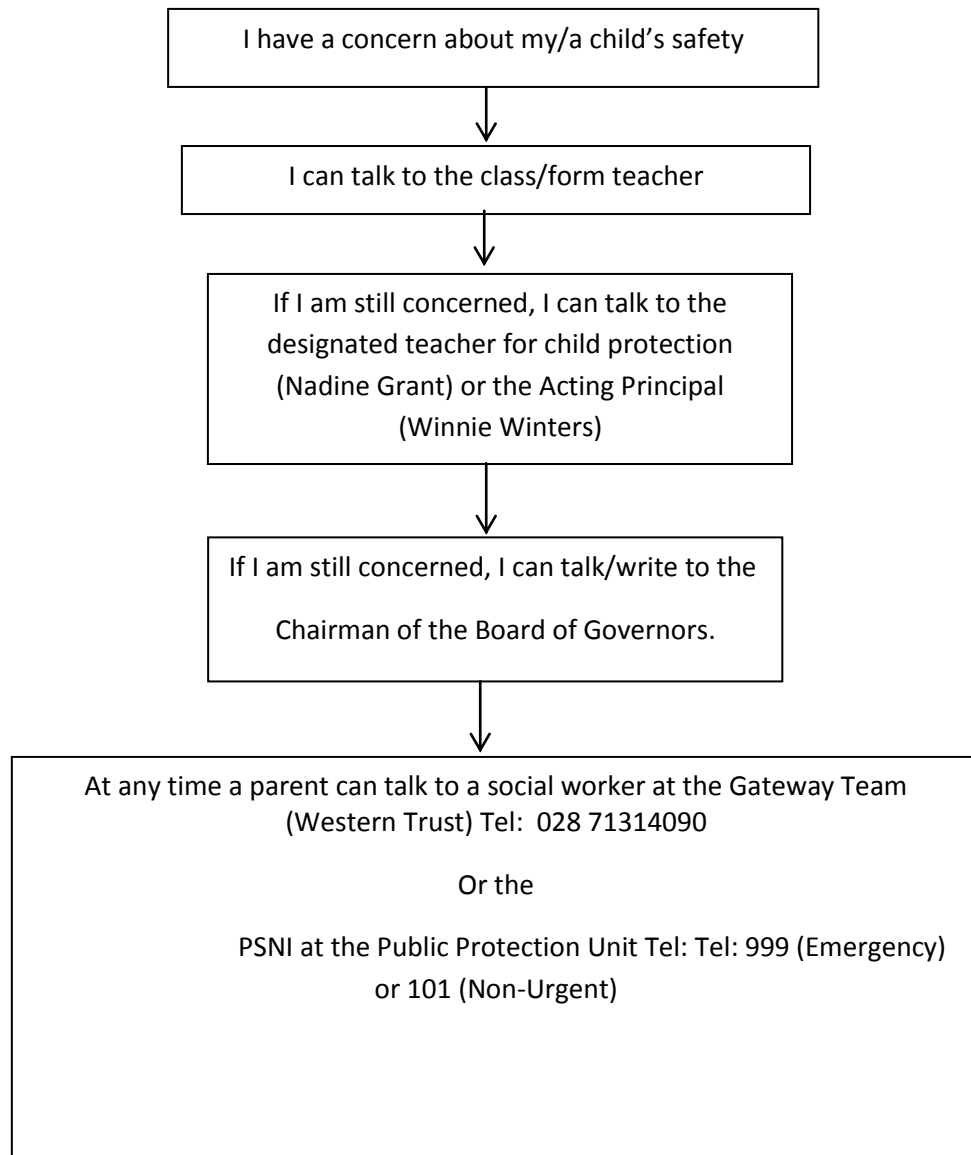 I have a concern about my/a child’s safety
I can talk to the class/form teacher
If I am still concerned, I can talk to the
designated teacher for child protection
(Nadine Grant) or the Acting Principal
(Winnie Winters)
If I am still concerned, I can talk/write to the
Chairman of the Board of Governors.
At any time a parent can talk to a social worker at the Gateway Team
(Western Trust) Tel:  028 71314090
Or the
PSNI at the Public Protection Unit Tel: Tel: 999 (Emergency)
or 101 (Non-Urgent)